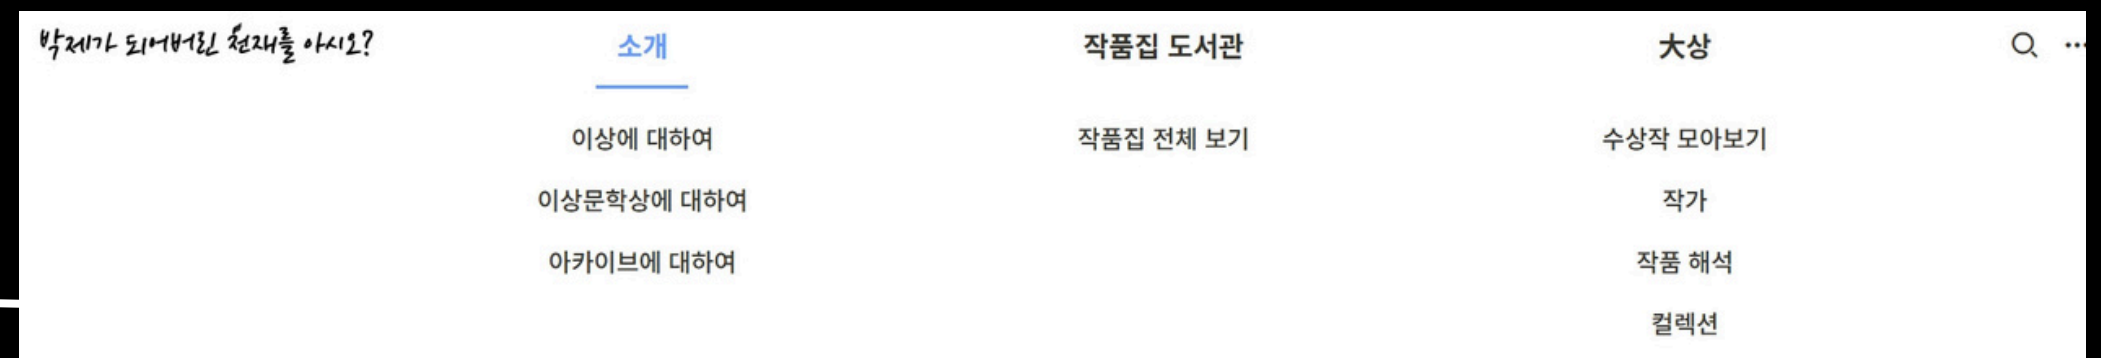 박제가 되어버린 천재를 아시오?
소개
작품집 도서관
大상
이상에 대하여
작품집 전체 보기
수상작 모아보기
이상문학상에 대하여
작가
아카이브에 대하여
작품 해석
컬렉션